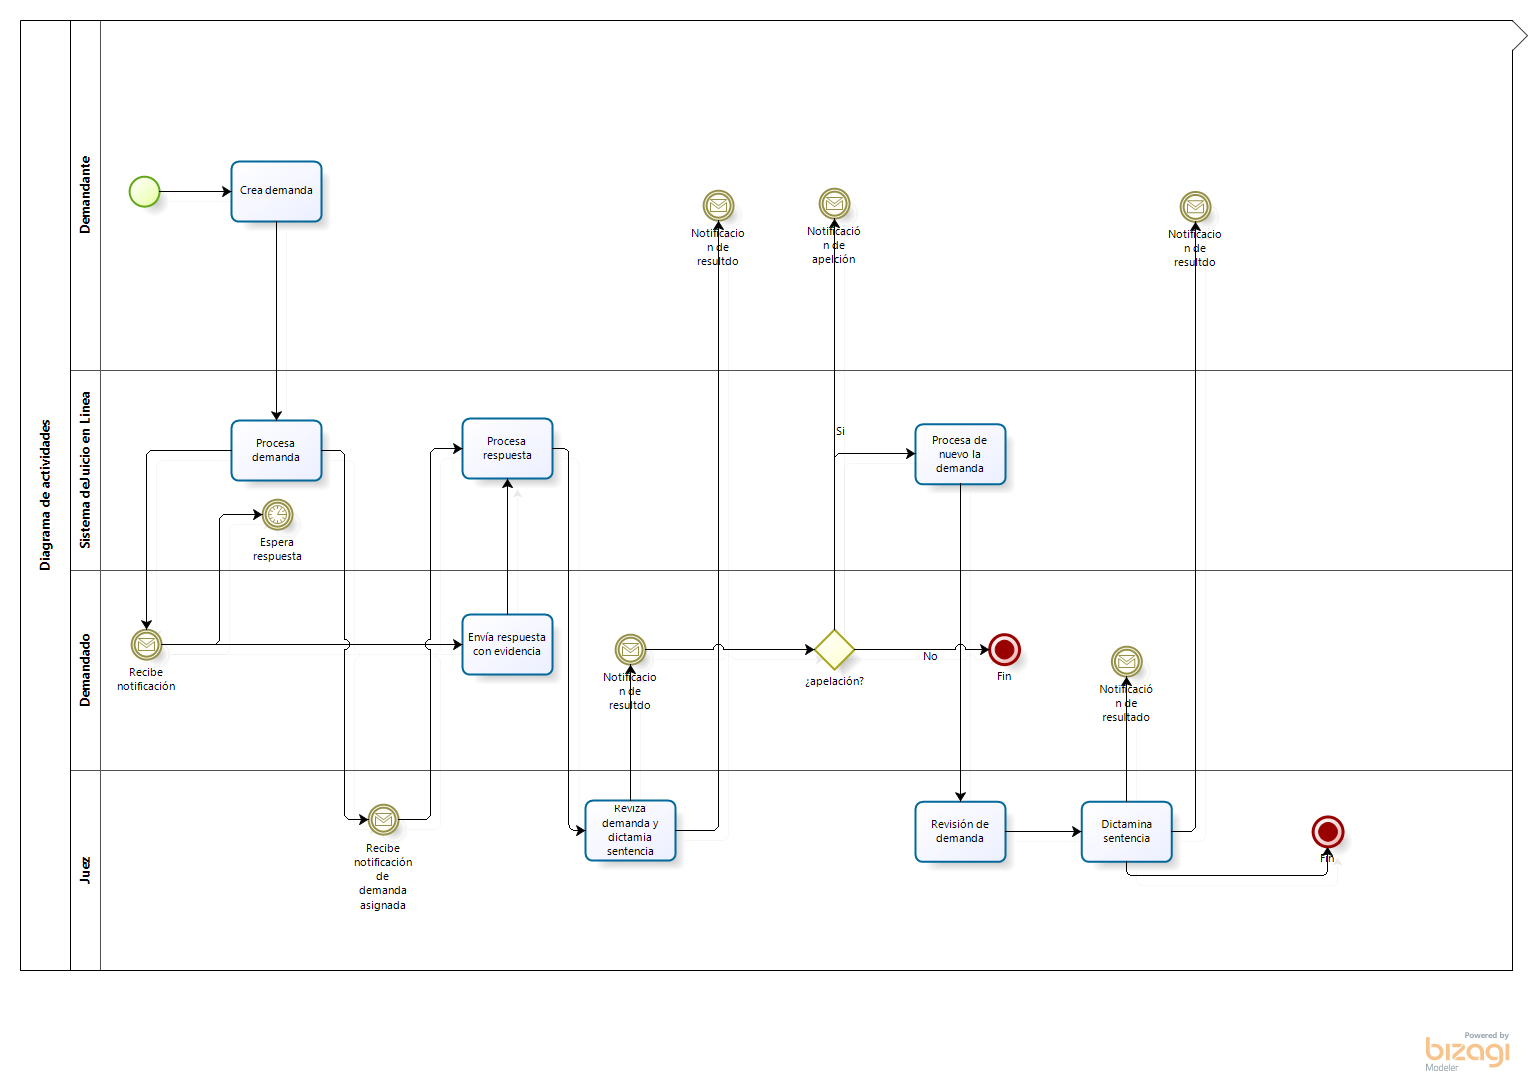 Diagrama de actividades
Demandante
Crea demanda
Notificacio
n de
resultdo
Notificació
n de
apelción
Notificacio
n de
resultdo
Sistema deJuicio en Linea
Procesa
demanda
Espera
respuesta
Procesa
respuesta
Si
Procesa de
nuevo la
demanda
Demandado
Recibe
notificación
Envía respuesta
con evidencia
Notificacio
n de
resultdo
¿apelación?
No
Fin
Notificació
n de
resultado
Juez
Recibe
notificación
de
demanda
asignada
Reviza
demanda y
dictamia
sentencia
Revisión de
demanda
Dictamina
sentencia
Fin
Powered by
bizagi
Modeler